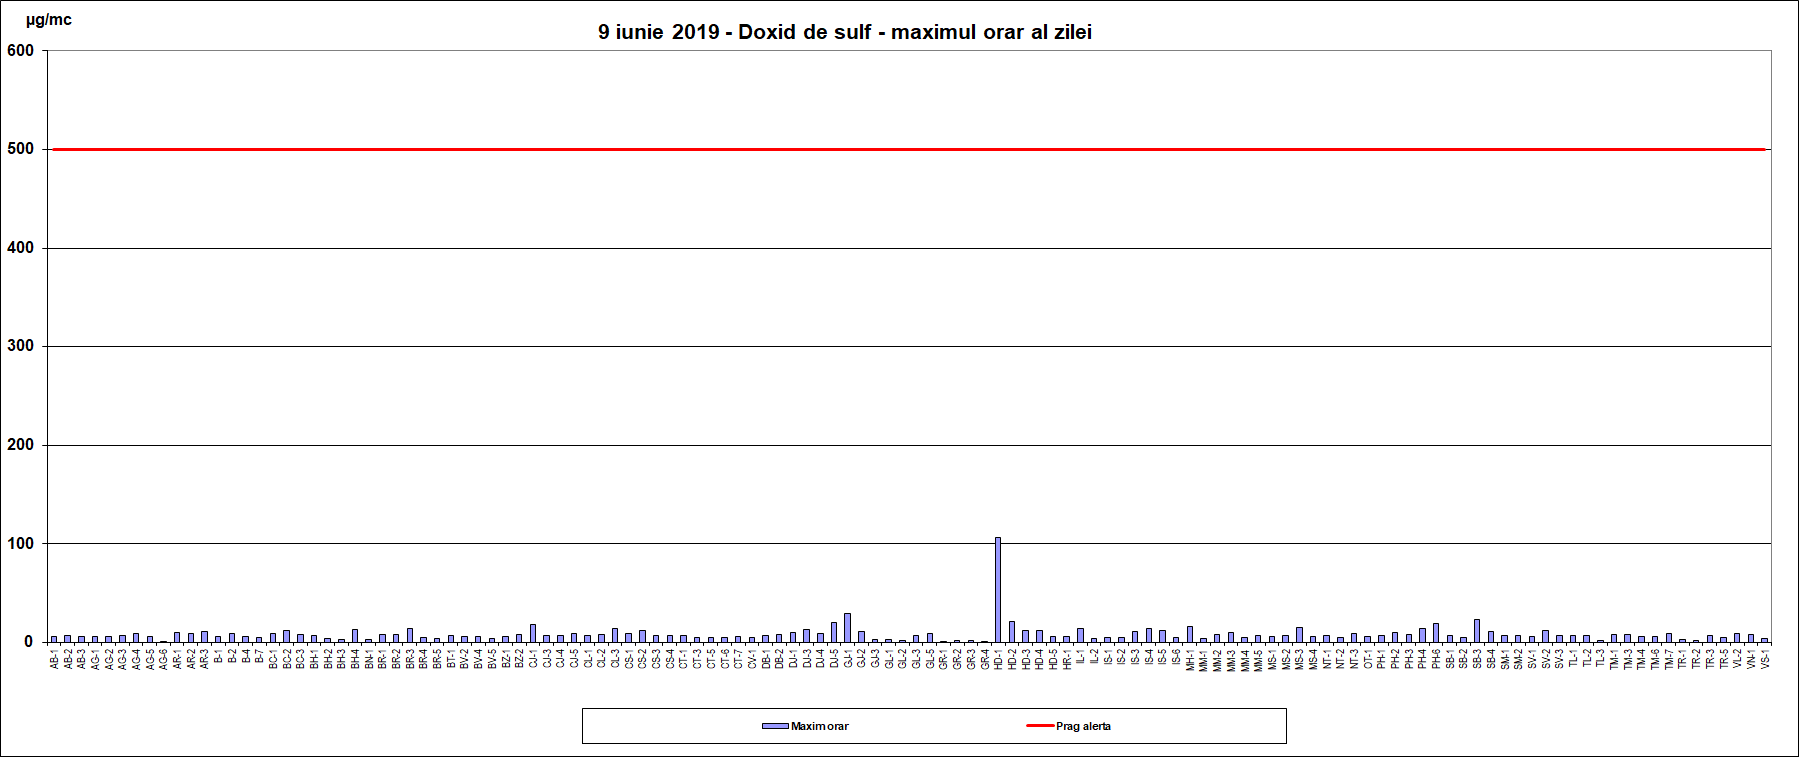 µg/mc
9 iunie 2019 - Doxid de sulf - maximul orar al zilei
600
500
400
300
200
100
0
AB-1 AB-2 AB-3 AG-1 AG-2 AG-3 AG-4 AG-5 AG-6 AR-1 AR-2 AR-3 B-1 B-2 B-4 B-7 BC-1 BC-2 BC-3 BH-1 BH-2 BH-3 BH-4 BN-1 BR-1 BR-2 BR-3 BR-4 BR-5 BT-1 BV-2 BV-4 BV-5 BZ-1 BZ-2 CJ-1 CJ-3 CJ-4 CJ-5 CL-1 CL-2 CL-3 CS-1 CS-2 CS-3 CS-4 CT-1 CT-3 CT-5 CT-6 CT-7 CV-1 DB-1 DB-2 DJ-1 DJ-3 DJ-4 DJ-5 GJ-1 GJ-2 GJ-3 GL-1 GL-2 GL-3 GL-5 GR-1 GR-2 GR-3 GR-4 HD-1 HD-2 HD-3 HD-4 HD-5 HR-1 IL-1 IL-2 IS-1 IS-2 IS-3 IS-4 IS-5 IS-6 MH-1 MM-1 MM-2 MM-3 MM-4 MM-5 MS-1 MS-2 MS-3 MS-4 NT-1 NT-2 NT-3 OT-1 PH-1 PH-2 PH-3 PH-4 PH-6 SB-1 SB-2 SB-3 SB-4 SM-1 SM-2 SV-1 SV-2 SV-3 TL-1 TL-2 TL-3 TM-1 TM-3 TM-4 TM-6 TM-7 TR-1 TR-2 TR-3 TR-5 VL-2 VN-1 VS-1
Maxim orar Prag alerta